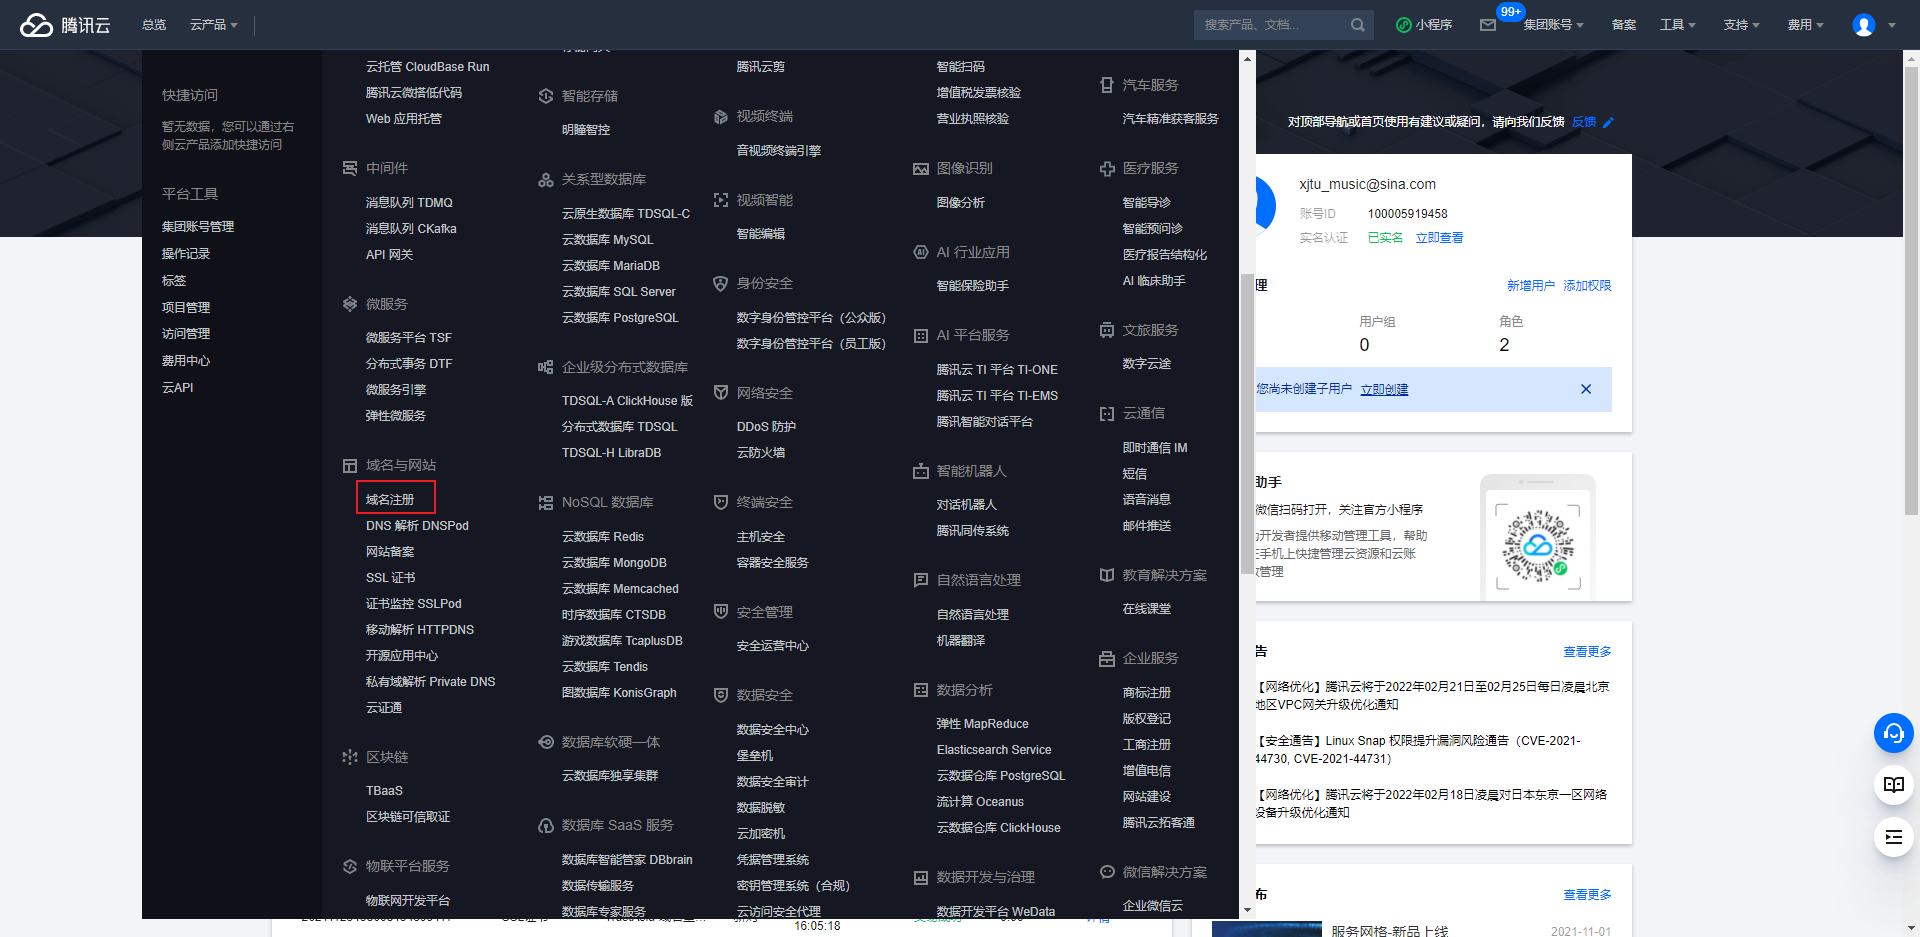 腾讯云
总览
云产品
搜索产品、文档...
小程序
99+
集团账号
备案
工具
支持
费用
快捷访问
暂无数据，您可以通过右
侧云产品添加快捷访问
平台工具
集团账号管理
操作记录
标签
项目管理
访问管理
费用中心
云API
云托管 CloudBase Run
腾讯云微搭低代码
Web 应用托管
中间件
消息队列 TDMQ
消息队列 CKafka
API 网关
微服务
微服务平台 TSF
分布式事务 DTF
微服务引擎
弹性微服务
域名与网站
域名注册
DNS 解析 DNSPod
网站备案
SSL 证书
证书监控 SSLPod
移动解析 HTTPDNS
开源应用中心
私有域解析 Private DNS
云证通
区块链
TBaaS
区块链可信取证
物联平台服务
物联网开发平台
智能存储
明瞳智控
关系型数据库
云原生数据库 TDSQL-C
云数据库 MySQL
云数据库 MariaDB
云数据库 SQL Server
云数据库 PostgreSQL
企业级分布式数据库
TDSQL-A ClickHouse 版
分布式数据库 TDSQL
TDSQL-H LibraDB
NoSQL 数据库
云数据库 Redis
云数据库 MongoDB
云数据库 Memcached
时序数据库 CTSDB
游戏数据库 TcaplusDB
云数据库 Tendis
图数据库 KonisGraph
数据库软硬一体
云数据库独享集群
数据库 SaaS 服务
数据库智能管家 DBbrain
数据传输服务
数据库专家服务
腾讯云剪
视频终端
音视频终端引擎
视频智能
智能编辑
身份安全
数字身份管控平台（公众版）
数字身份管控平台（员工版）
网络安全
DDoS 防护
云防火墙
终端安全
主机安全
容器安全服务
安全管理
安全运营中心
数据安全
数据安全中心
堡垒机
数据安全审计
数据脱敏
云加密机
凭据管理系统
密钥管理系统（合规）
云访问安全代理
智能扫码
增值税发票核验
营业执照核验
图像识别
图像分析
AI 行业应用
智能保险助手
AI 平台服务
腾讯云 TI 平台 TI-ONE
腾讯云 TI 平台 TI-EMS
腾讯智能对话平台
智能机器人
对话机器人
腾讯同传系统
自然语言处理
自然语言处理
机器翻译
数据分析
弹性 MapReduce
Elasticsearch Service
云数据仓库 PostgreSQL
流计算 Oceanus
云数据仓库 ClickHouse
数据开发与治理
数据开发平台 WeData
汽车服务
汽车精准获客服务
医疗服务
智能导诊
智能预问诊
医疗报告结构化
AI 临床助手
文旅服务
数字云途
云通信
即时通信 IM
短信
语音消息
邮件推送
教育解决方案
在线课堂
企业服务
商标注册
版权登记
工商注册
增值电信
网站建设
腾讯云拓客通
微信解决方案
企业微信云
对顶部导航或首页使用有建议或疑问，请向我们反馈 反馈
xjtu_music@sina.com
账号ID 100005919458
实名认证 已实名 立即查看
理
新增用户 添加权限
用户组
角色
0
2
您尚未创建子用户 立即创建
助手
微信扫码打开，关注官方小程序
开发者提供移动管理工具，帮助
手机上快捷管理云资源和云账
管理
告
查看更多
【网络优化】腾讯云将于2022年02月21日至02月25日每日凌晨北京
地区VPC网关升级优化通知
【安全通告】Linux Snap 权限提升漏洞风险通告（CVE-2021-
44730, CVE-2021-44731）
【网络优化】腾讯云将于2022年02月18日凌晨对日本东京一区网络
设备升级优化通知
布
查看更多
服务网格-新品上线
2021-11-01
16:05:18